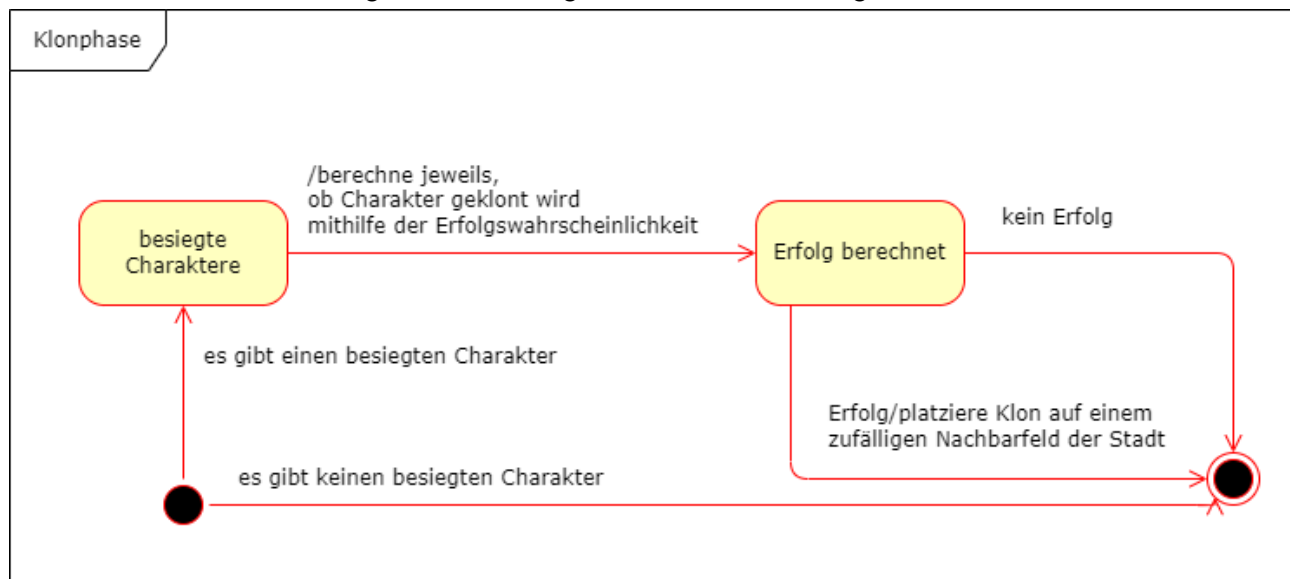 Klonphase
/berechne jeweils,
ob Charakter geklont wird
mithilfe der Erfolgswahrscheinlichkeit
kein Erfolg
besiegte
Charaktere
Erfolg berechnet
es gibt einen besiegten Charakter
Erfolg/platziere Klon auf einem
zufälligen Nachbarfeld der Stadt
es gibt keinen besiegten Charakter